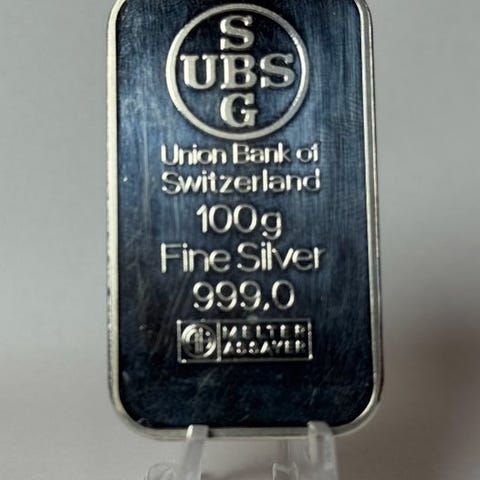 S
UBS
G
Union Bank of
Switzerland
100g
Fine Silver
999,0
MELTER
ASSAYER